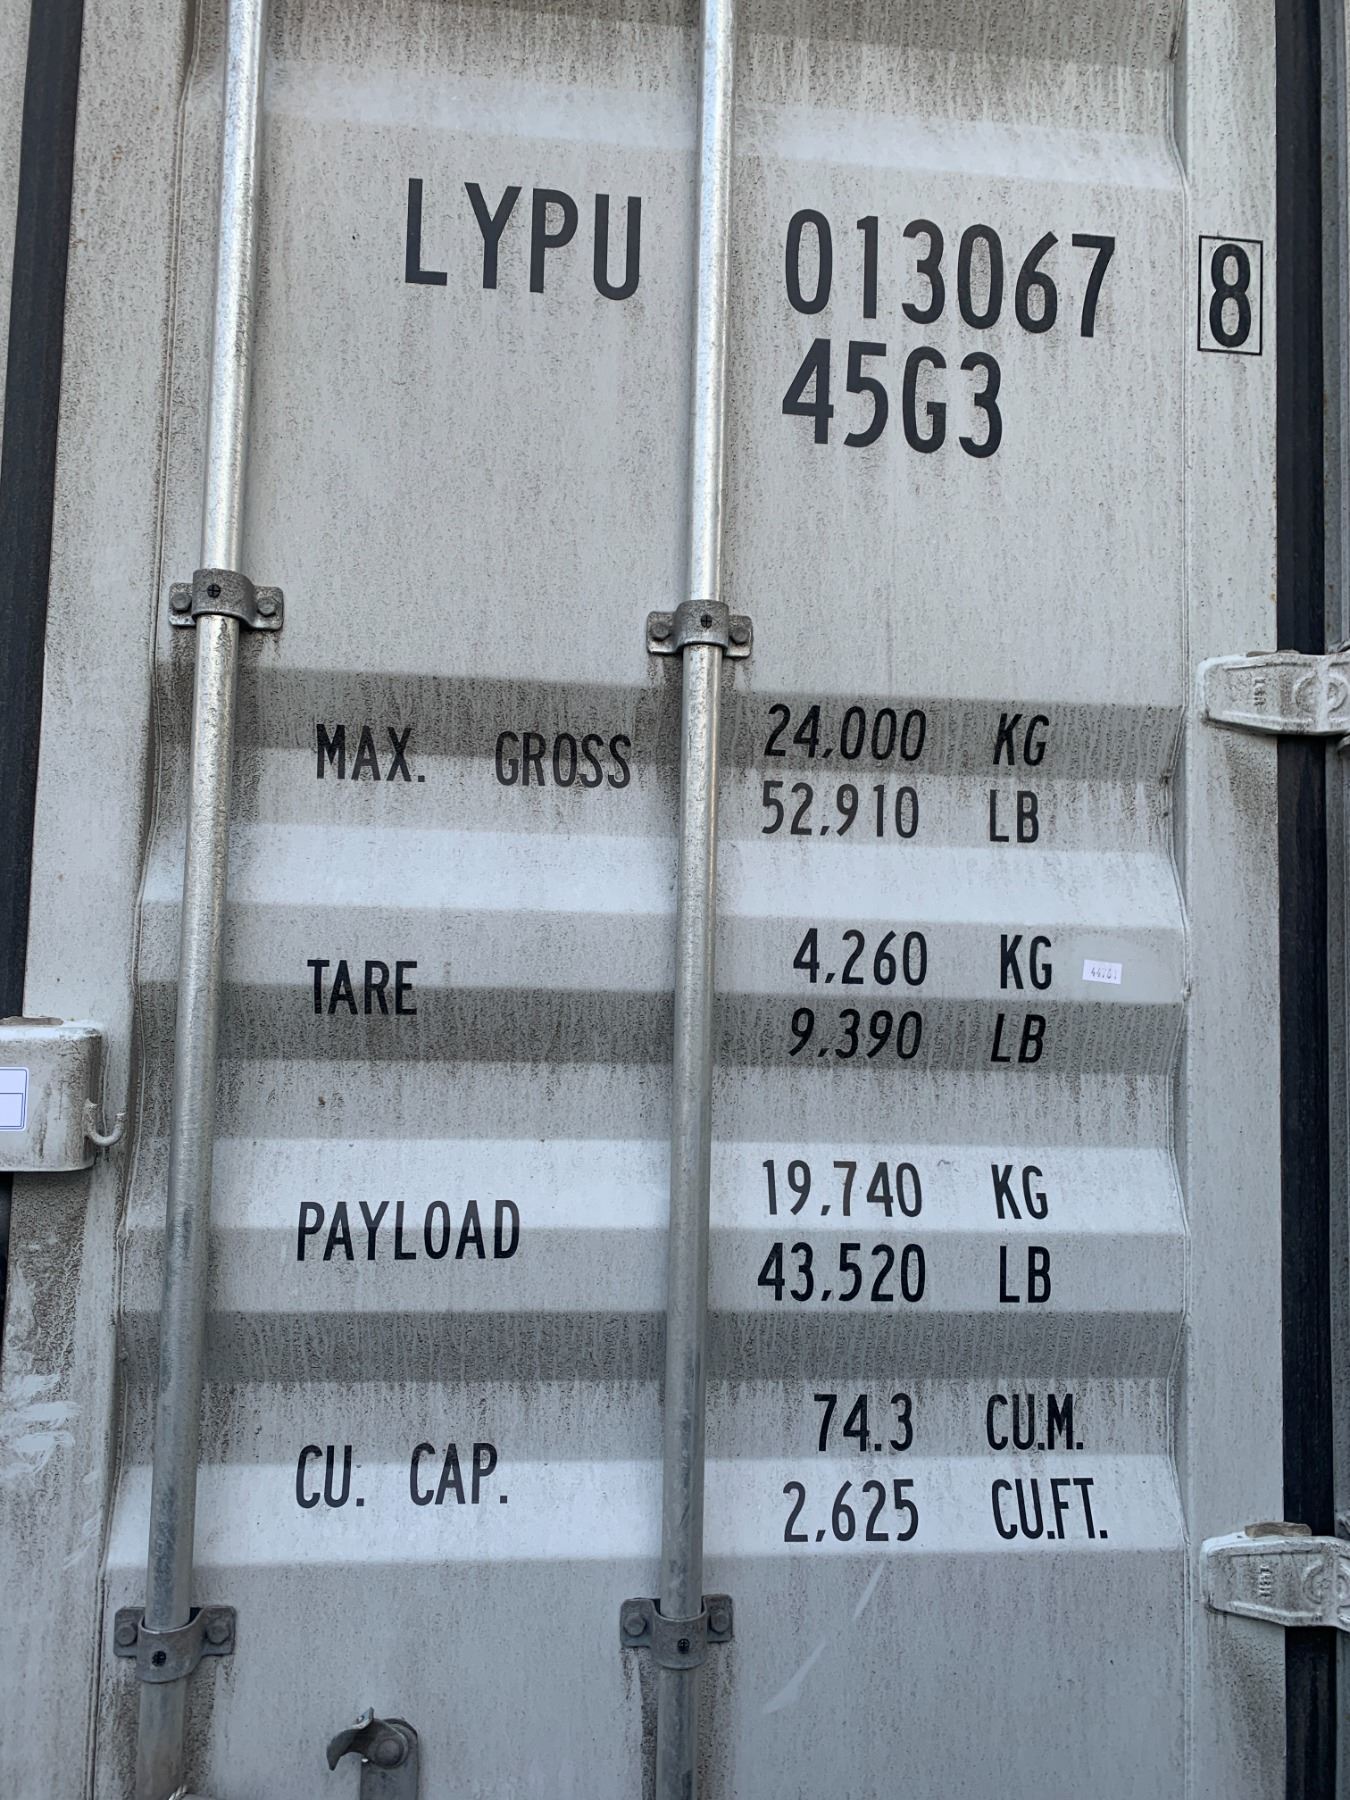 LYPU 013067 8
45G3
MAX. GROSS 24,000 KG
52,910 LB
TARE 4,260 KG
9,390 LB
PAYLOAD 19,740 KG
43,520 LB
CU. CAP. 74.3 CU.M.
2,625 CU.FT.